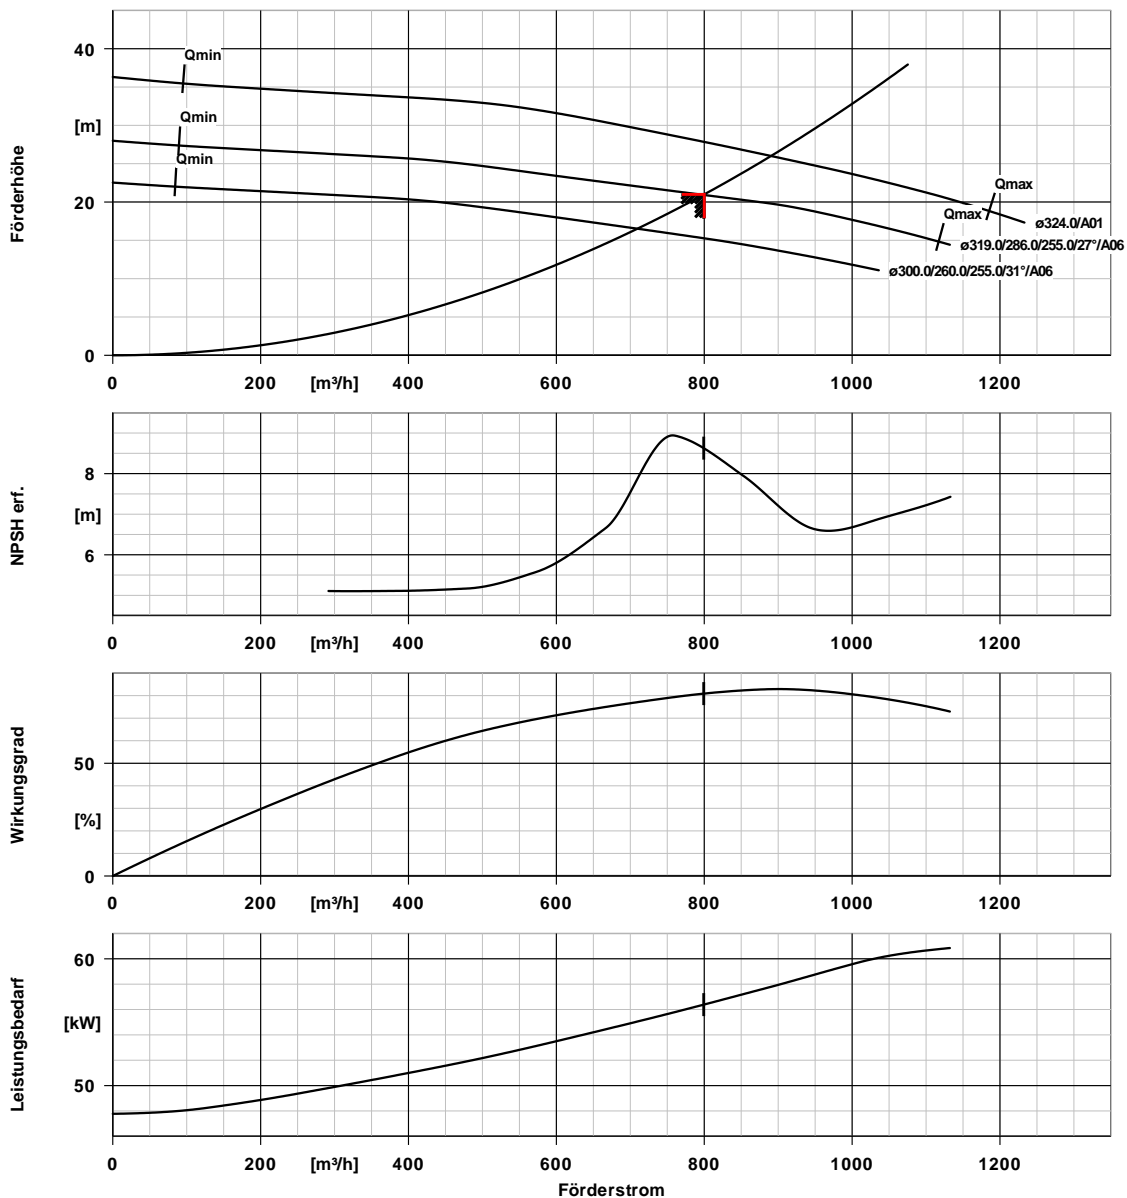 40
Qmin
[m]
Qmin
Qmin
Förderhöhe
20
Qmax
Qmax
ø324.0/A01
ø319.0/286.0/255.0/27°/A06
ø300.0/260.0/255.0/31°/A06
0
0 200 [m³/h] 400 600 800 1000 1200
NPSH erf.
8
[m]
6
0 200 [m³/h] 400 600 800 1000 1200
Wirkungsgrad
50
[%]
0
0 200 [m³/h] 400 600 800 1000 1200
Leistungsbedarf
60
[kW]
50
0 200 [m³/h] 400 600 800 1000 1200
Förderstrom